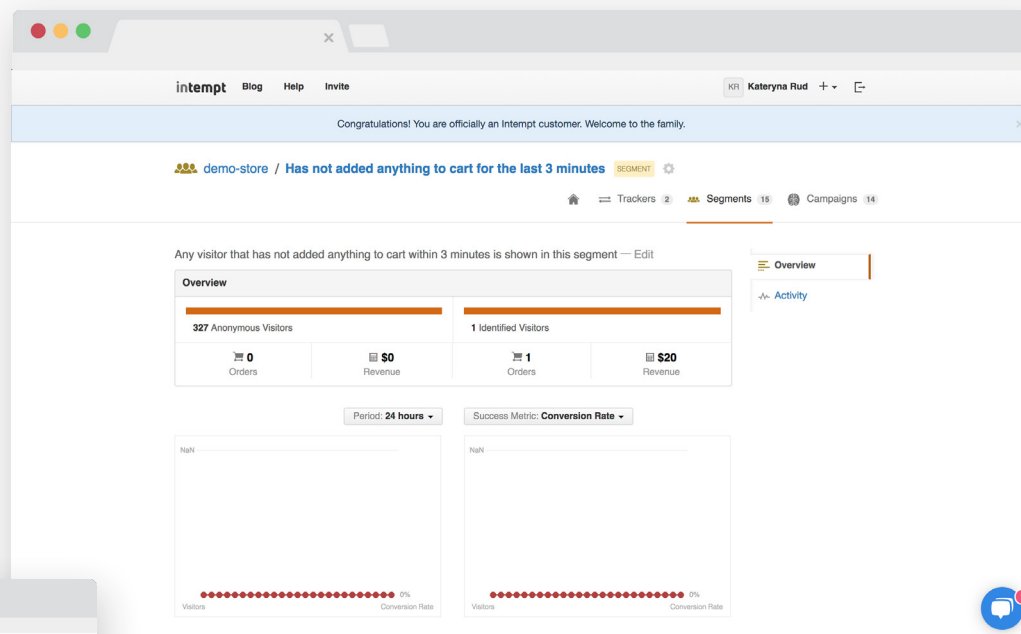 intempt Blog Help Invite KR Kateryna Rud
Congratulations! You are officially an Intempt customer. Welcome to the family.
demo-store / Has not added anything to cart for the last 3 minutes SEGMENT
Trackers 2 Segments 15 Campaigns 14
Any visitor that has not added anything to cart within 3 minutes is shown in this segment — Edit
Overview
Activity
Overview
327 Anonymous Visitors 1 Identified Visitors
0 $0 1 $20
Orders Revenue Orders Revenue
Period: 24 hours Success Metric: Conversion Rate
NaN NaN
0% 0%
Visitors Conversion Rate Visitors Conversion Rate